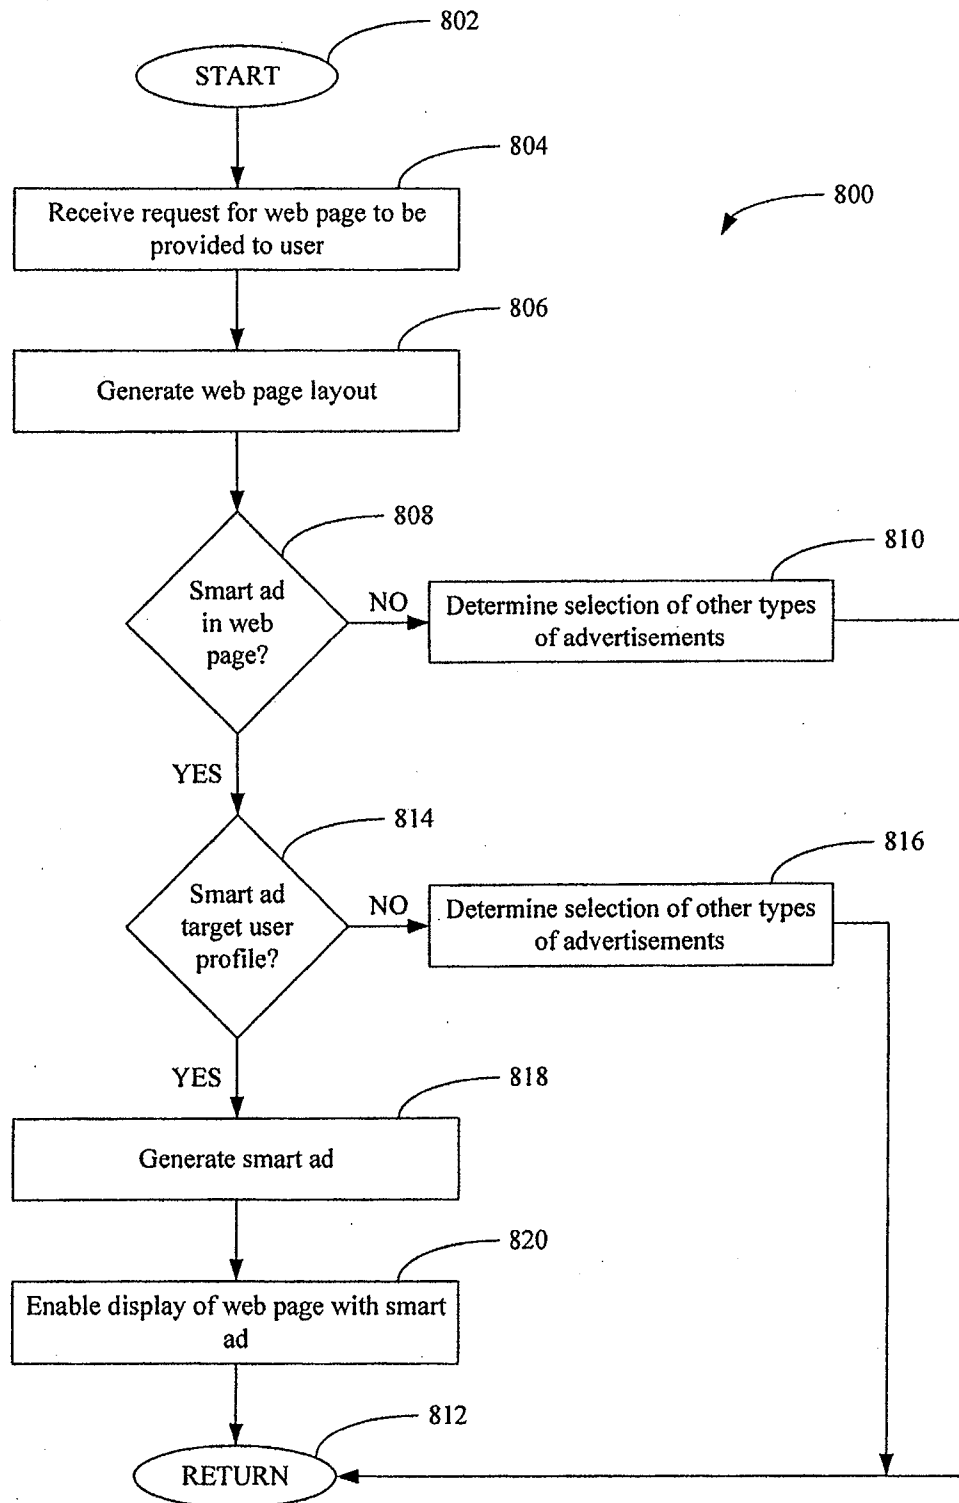 802
START
804
Receive request for web page to be
provided to user
800
806
Generate web page layout
808
Smart ad
in web
page?
NO
810
Determine selection of other types
of advertisements
YES
814
Smart ad
target user
profile?
NO
816
Determine selection of other types
of advertisements
YES
818
Generate smart ad
820
Enable display of web page with smart
ad
812
RETURN